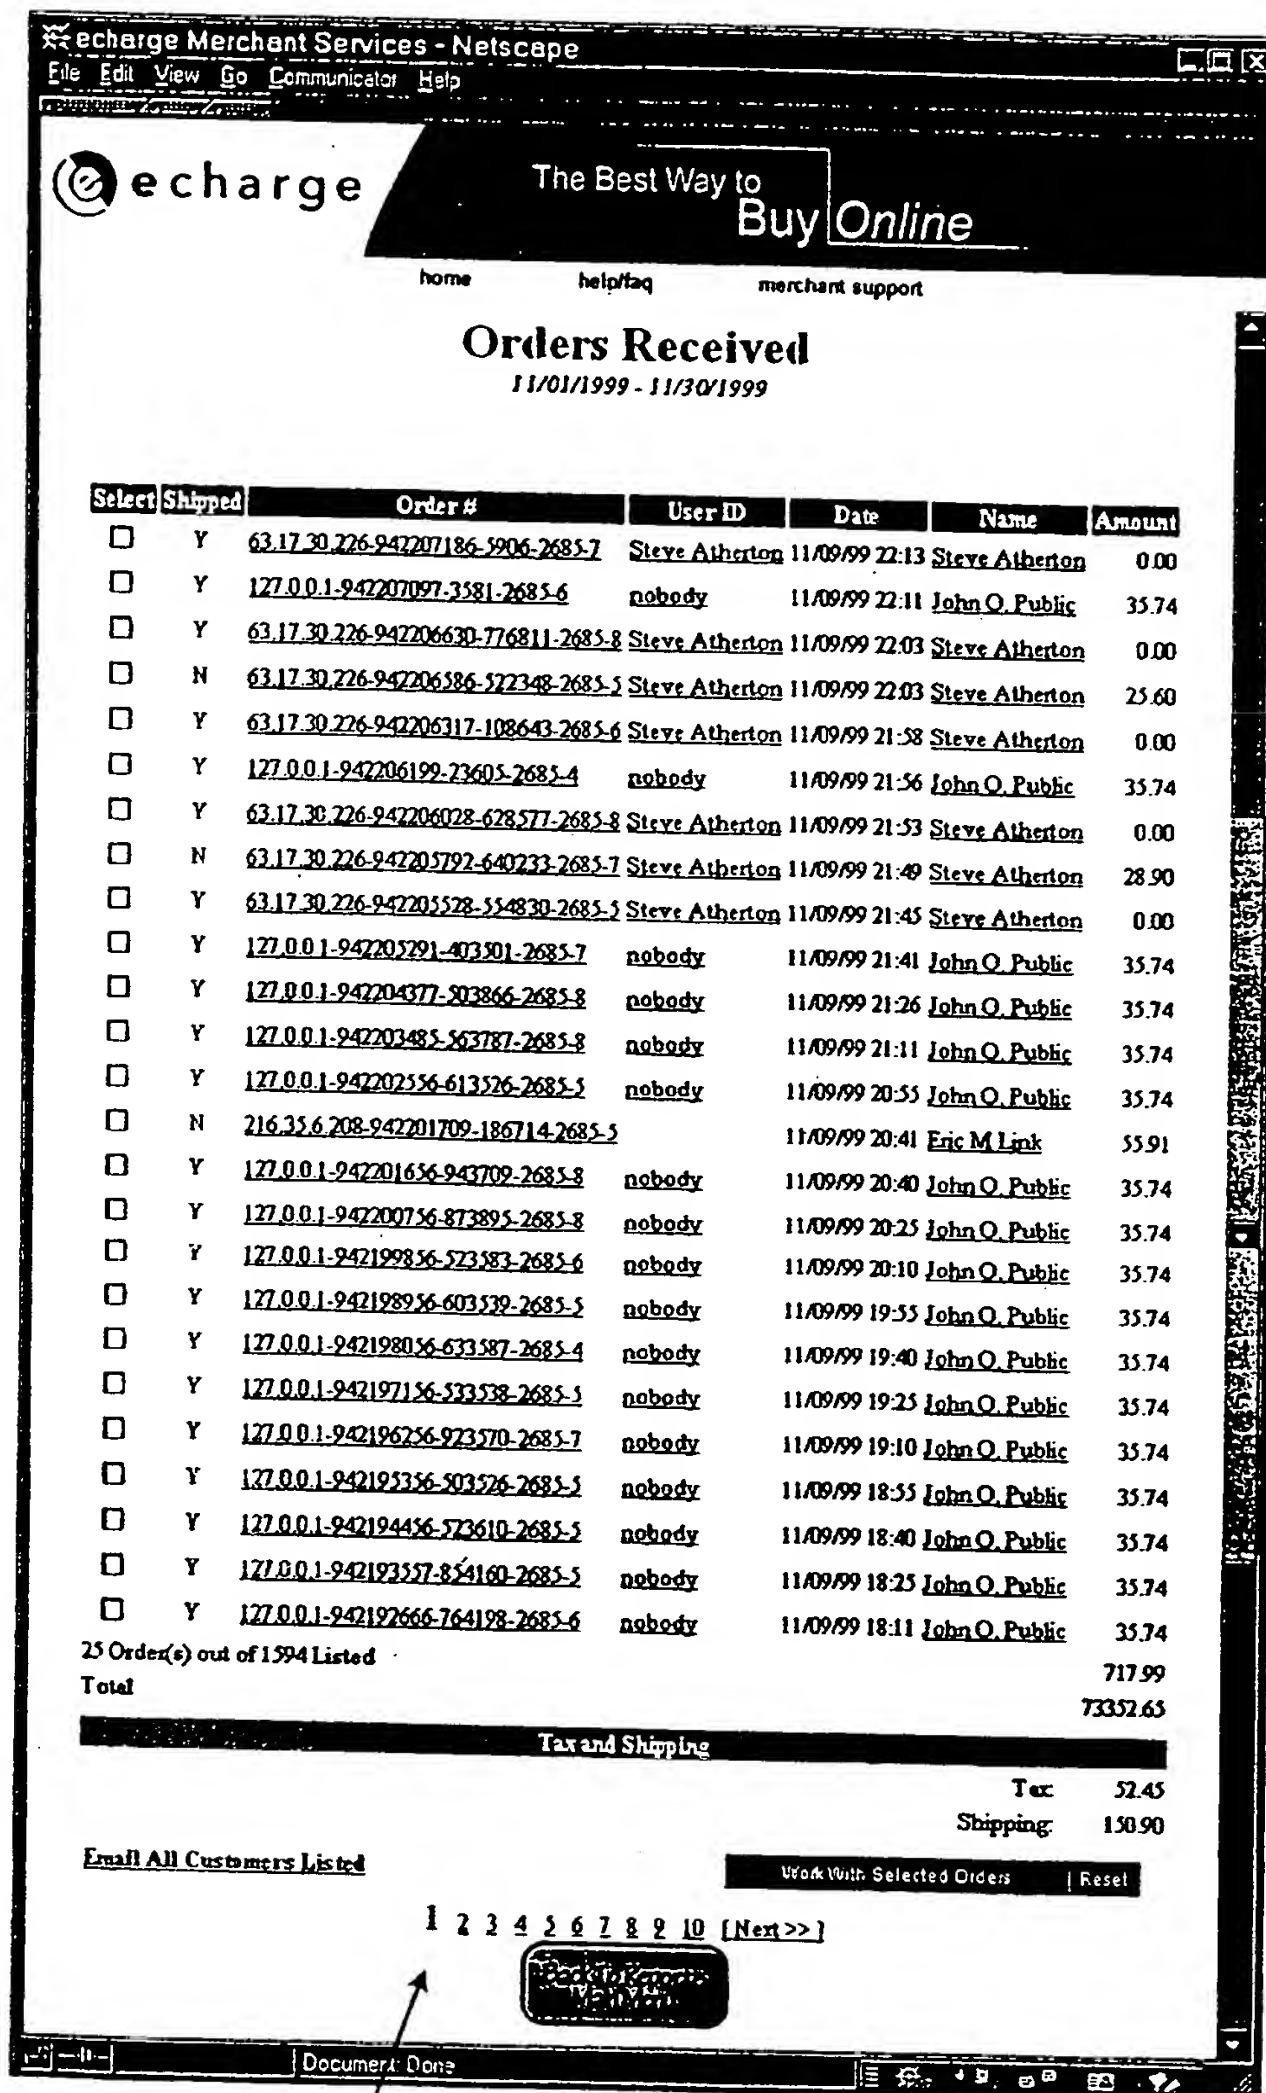 echarge Merchant Services - Netscape
File Edit View Go Communicator Help
echarge
The Best Way to
Buy Online
home help/faq merchant support
Orders Received
11/01/1999 - 11/30/1999
Select Shipped Order # User ID Date Name Amount
Y 63.17.30.226-942207186-5906-2685-7 Steve Atherton 11/09/99 22:13 Steve Atherton 0.00
Y 127.0.0.1-942207097-3581-2685-6 nobody 11/09/99 22:11 John Q. Public 35.74
Y 63.17.30.226-942206630-776811-2685-8 Steve Atherton 11/09/99 22:03 Steve Atherton 0.00
N 63.17.30.226-942206586-522348-2685-5 Steve Atherton 11/09/99 22:03 Steve Atherton 25.60
Y 63.17.30.226-942206317-108643-2685-6 Steve Atherton 11/09/99 21:58 Steve Atherton 0.00
Y 127.0.0.1-942206199-23605-2685-4 nobody 11/09/99 21:56 John Q. Public 35.74
Y 63.17.30.226-942206028-628577-2685-8 Steve Atherton 11/09/99 21:53 Steve Atherton 0.00
N 63.17.30.226-942205792-640233-2685-7 Steve Atherton 11/09/99 21:49 Steve Atherton 28.90
Y 63.17.30.226-942205528-554830-2685-5 Steve Atherton 11/09/99 21:45 Steve Atherton 0.00
Y 127.0.0.1-942205291-403501-2685-7 nobody 11/09/99 21:41 John Q. Public 35.74
Y 127.0.0.1-942204377-503866-2685-8 nobody 11/09/99 21:26 John Q. Public 35.74
Y 127.0.0.1-942203485-563787-2685-8 nobody 11/09/99 21:11 John Q. Public 35.74
Y 127.0.0.1-942202556-613526-2685-5 nobody 11/09/99 20:55 John Q. Public 35.74
N 216.35.6.208-942201709-186714-2685-5 11/09/99 20:41 Eric M Link 55.91
Y 127.0.0.1-942201656-943709-2685-8 nobody 11/09/99 20:40 John Q. Public 35.74
Y 127.0.0.1-942200756-873895-2685-8 nobody 11/09/99 20:25 John Q. Public 35.74
Y 127.0.0.1-942199856-523583-2685-6 nobody 11/09/99 20:10 John Q. Public 35.74
Y 127.0.0.1-942198956-603539-2685-5 nobody 11/09/99 19:55 John Q. Public 35.74
Y 127.0.0.1-942198056-633587-2685-4 nobody 11/09/99 19:40 John Q. Public 35.74
Y 127.0.0.1-942197156-533538-2685-5 nobody 11/09/99 19:25 John Q. Public 35.74
Y 127.0.0.1-942196256-923570-2685-7 nobody 11/09/99 19:10 John Q. Public 35.74
Y 127.0.0.1-942195356-503526-2685-5 nobody 11/09/99 18:55 John Q. Public 35.74
Y 127.0.0.1-942194456-523610-2685-5 nobody 11/09/99 18:40 John Q. Public 35.74
Y 127.0.0.1-942193557-854160-2685-5 nobody 11/09/99 18:25 John Q. Public 35.74
Y 127.0.0.1-942192666-764198-2685-6 nobody 11/09/99 18:11 John Q. Public 35.74
25 Order(s) out of 1594 Listed 717.99
Total 73352.65
Tax and Shipping
Tax: 52.45
Shipping: 150.90
Email All Customers Listed Work With Selected Orders | Reset
1 2 3 4 5 6 7 8 9 10 [Next >>]
Back To Reports
Main Menu
Document: Done